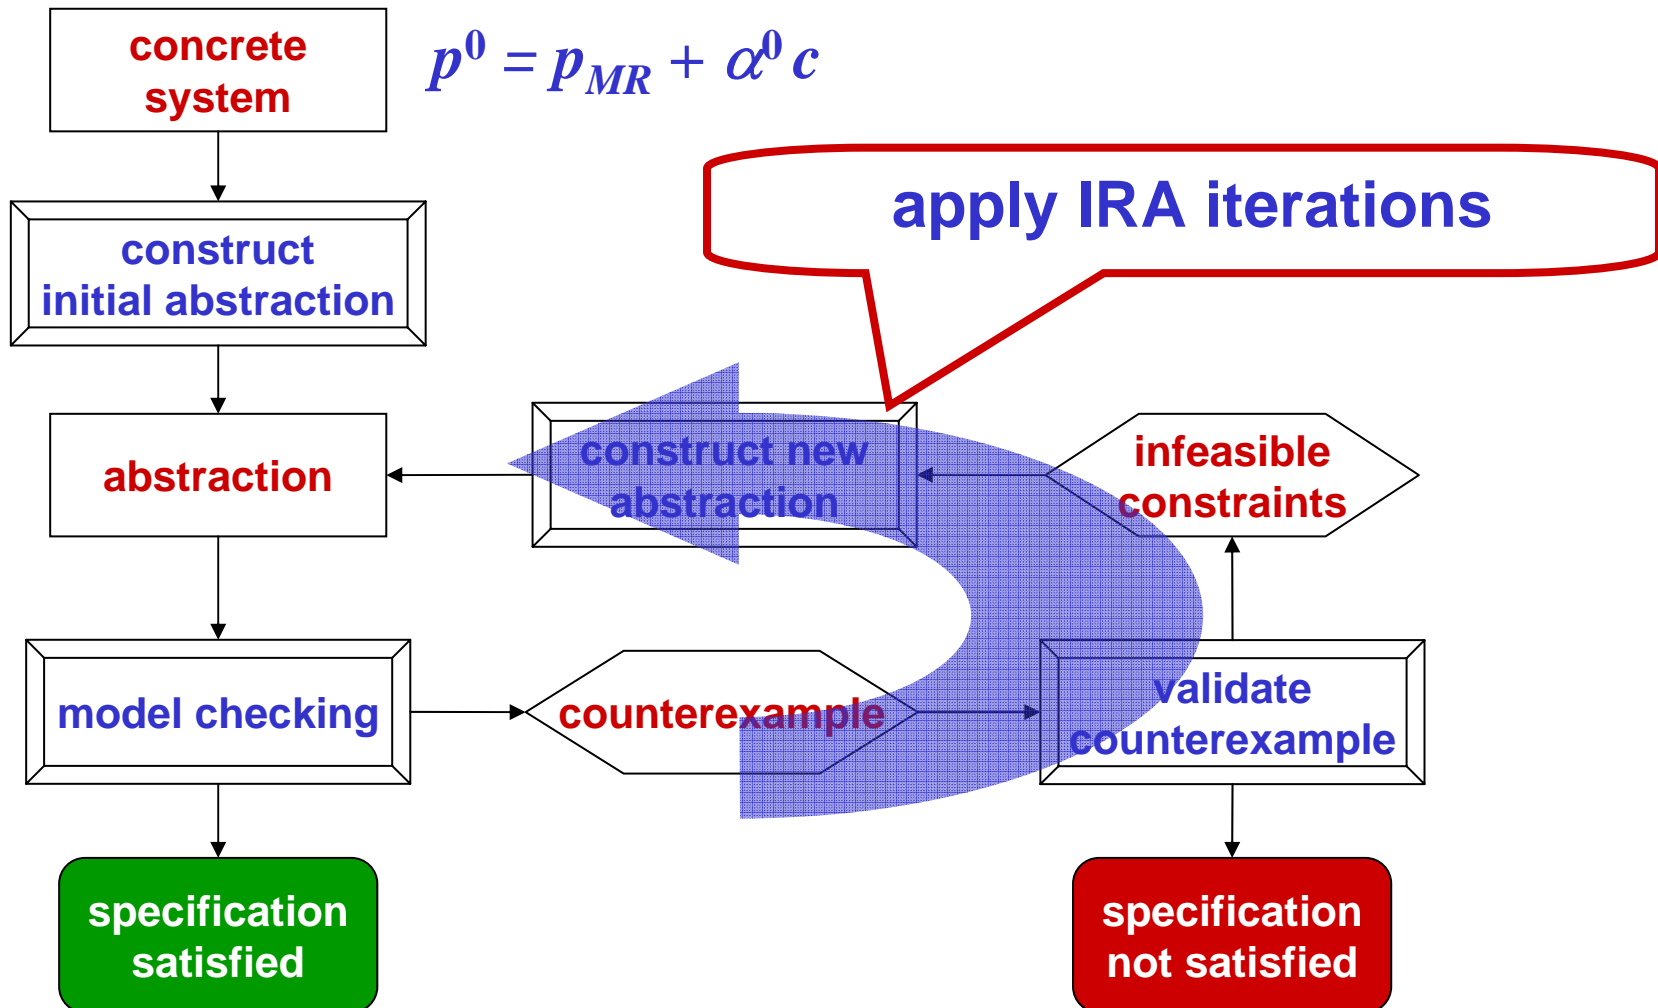 concrete
system
p⁰ = p_MR + α⁰ c
apply IRA iterations
construct
initial abstraction
abstraction
construct new
abstraction
infeasible
constraints
model checking
counterexample
validate
counterexample
specification
satisfied
specification
not satisfied